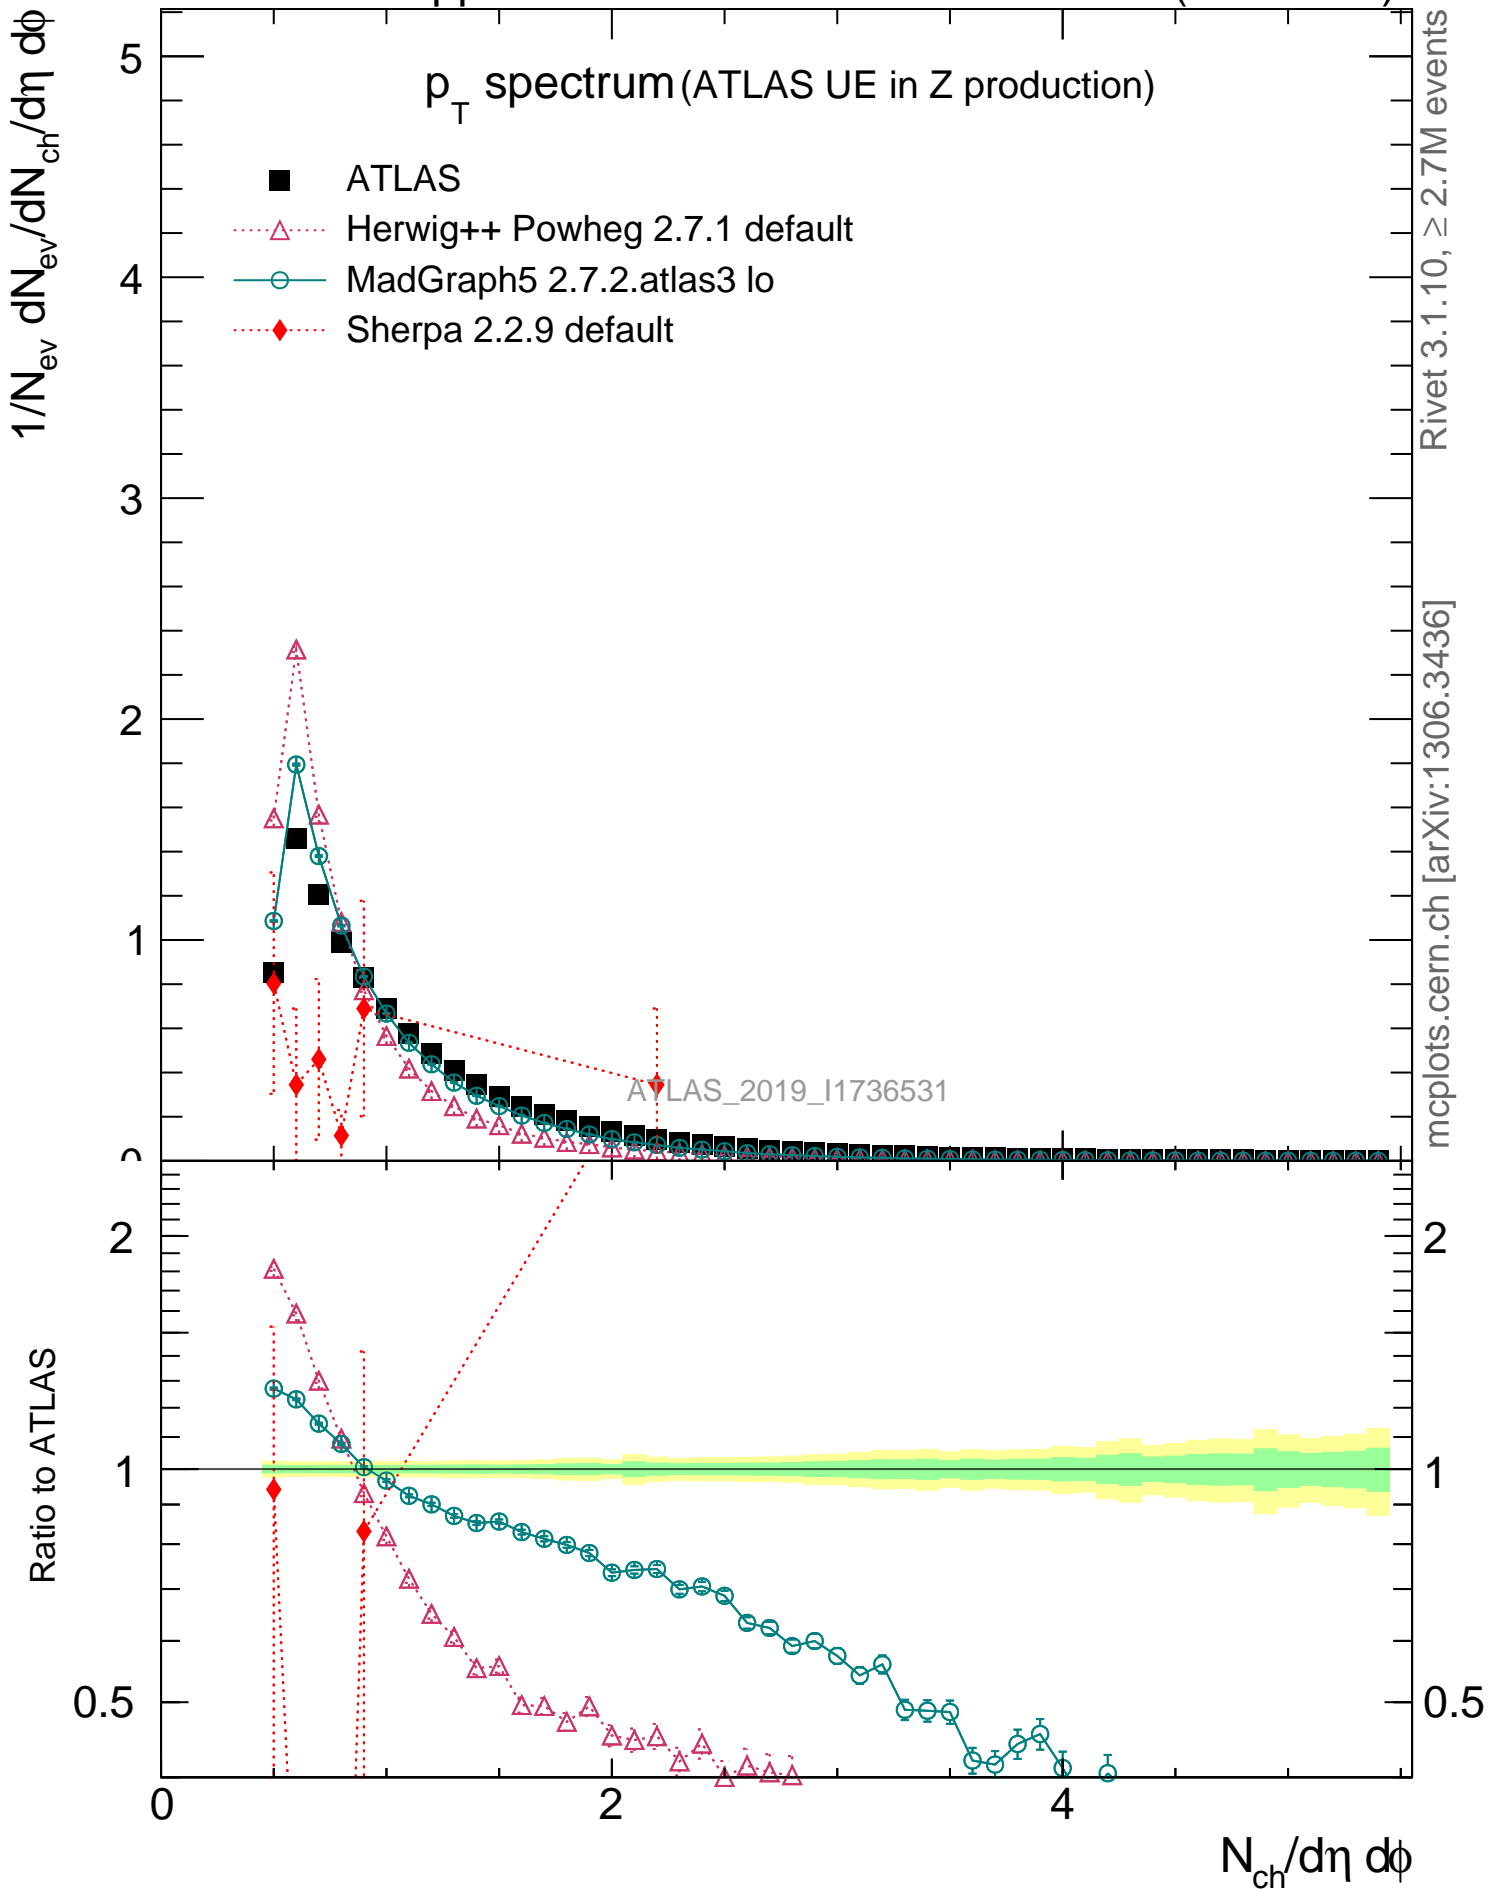 p_T spectrum (ATLAS UE in Z production)
ATLAS
Herwig++ Powheg 2.7.1 default
MadGraph5 2.7.2.atlas3 lo
Sherpa 2.2.9 default
1/N_ev dN_ev/dN_ch/dη dϕ
5
4
3
2
1
0
ATLAS_2019_I1736531
Rivet 3.1.10, ≥ 2.7M events
mcplots.cern.ch [arXiv:1306.3436]
Ratio to ATLAS
2
1
0.5
2
1
0.5
0
2
4
N_ch/dη dϕ